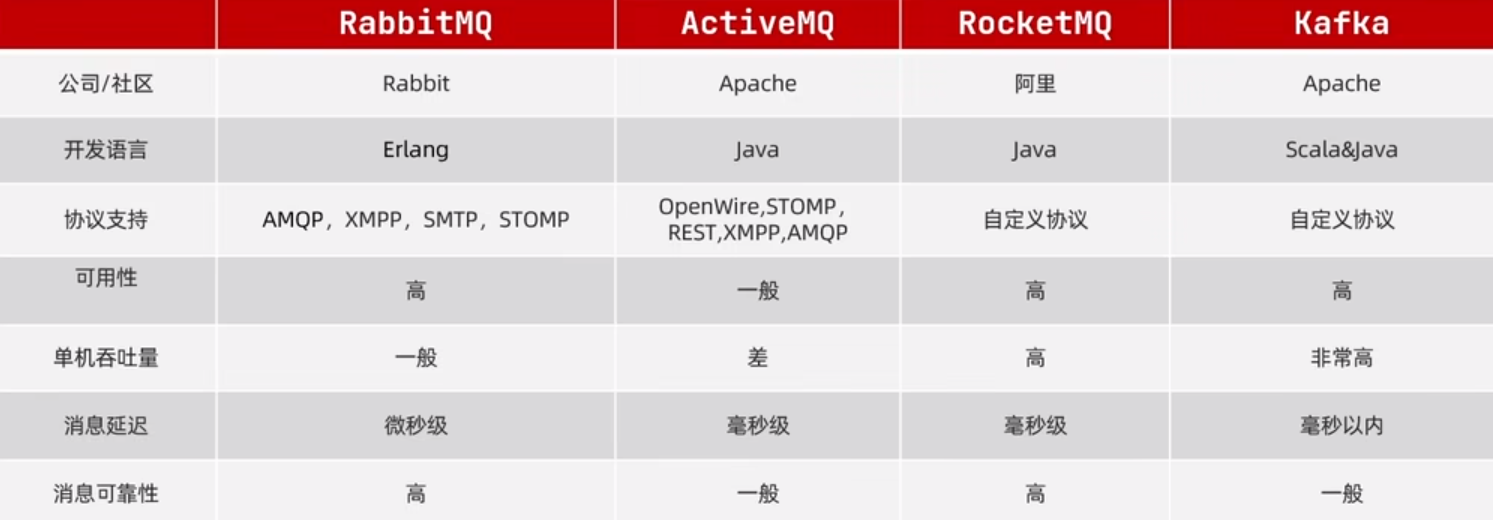 RabbitMQ ActiveMQ RocketMQ Kafka
公司/社区 Rabbit Apache 阿里 Apache
开发语言 Erlang Java Java Scala&Java
协议支持 AMQP，XMPP，SMTP，STOMP OpenWire,STOMP，
REST,XMPP,AMQP 自定义协议 自定义协议
可用性 高 一般 高 高
单机吞吐量 一般 差 高 非常高
消息延迟 微秒级 毫秒级 毫秒级 毫秒以内
消息可靠性 高 一般 高 一般